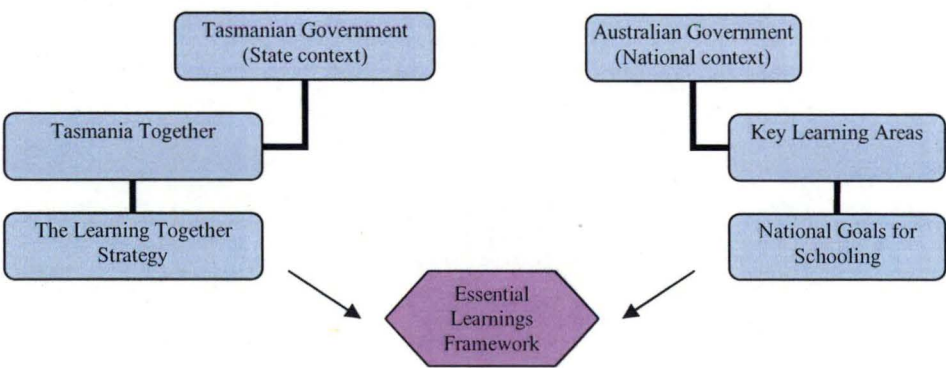 Tasmanian Government
(State context)
Australian Government
(National context)
Tasmania Together
Key Learning Areas
The Learning Together
Strategy
National Goals for
Schooling
Essential
Learnings
Framework